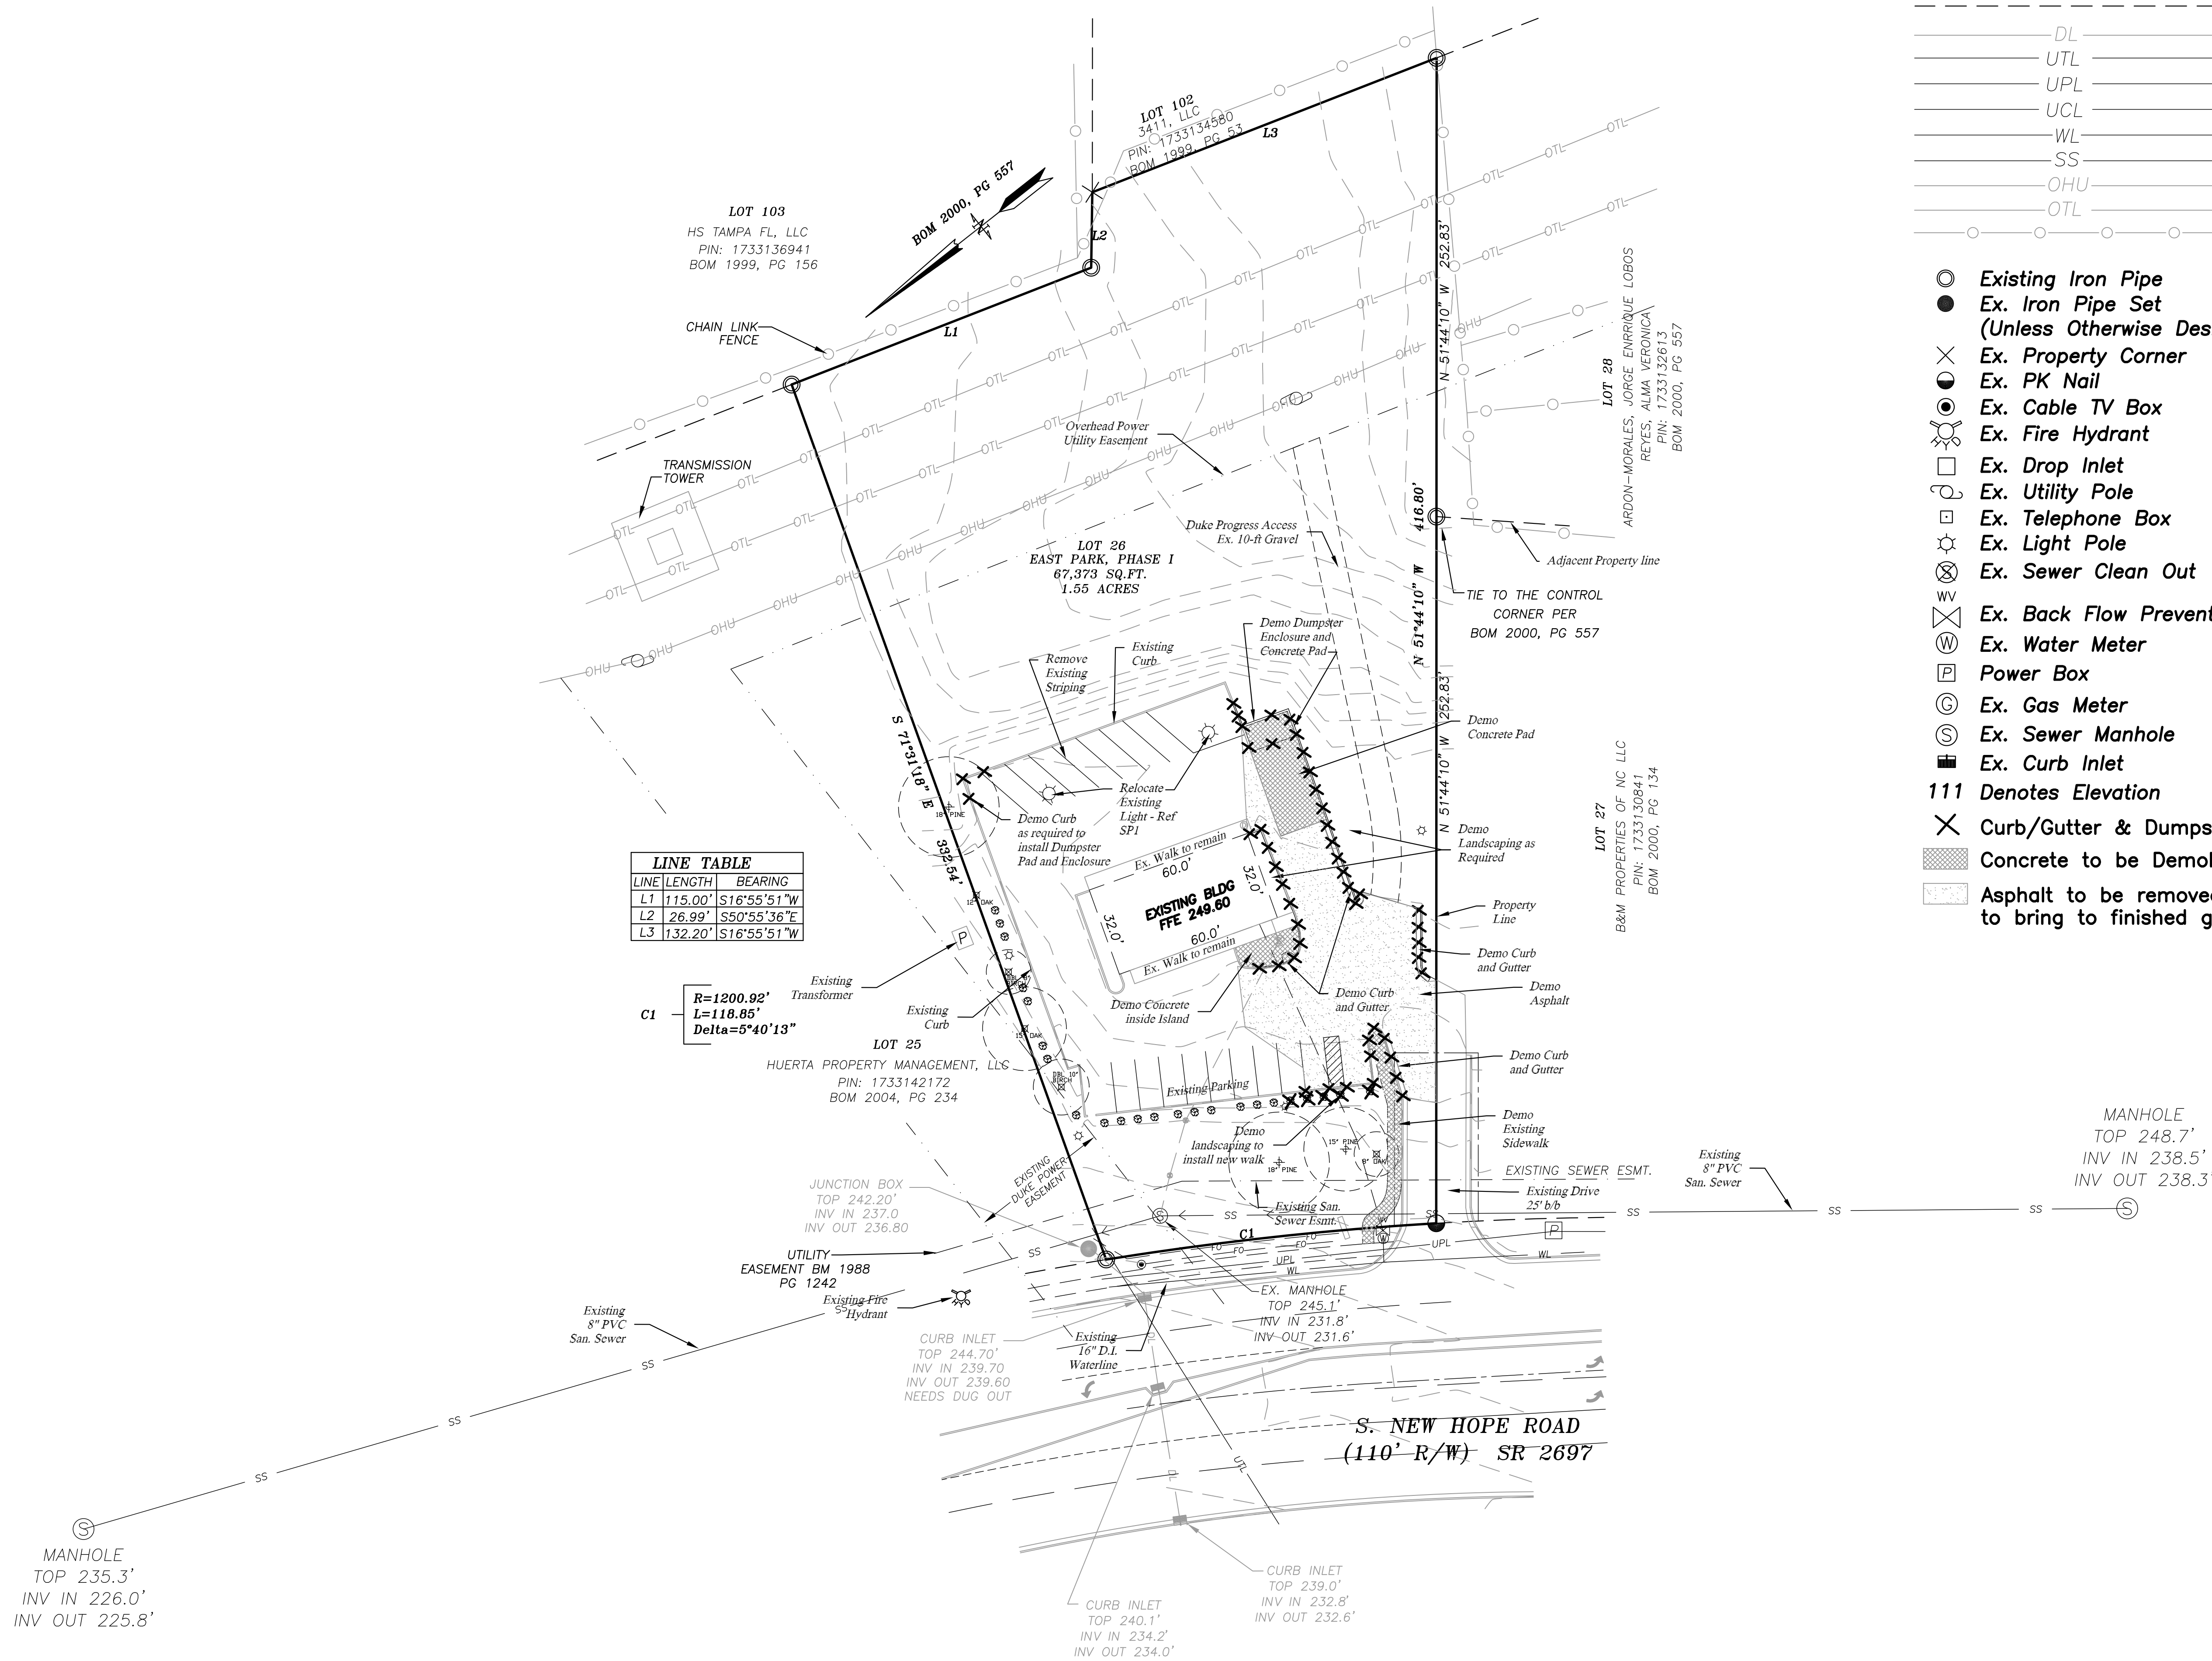 LOT 102
3411, LLC
PIN: 1733134580
BOM 1999, PG 53
L3
BOM 2000, PG 557
LOT 103
HS TAMPA FL, LLC
PIN: 1733136941
BOM 1999, PG 156
L2
L1
CHAIN LINK
FENCE
TRANSMISSION
TOWER
Overhead Power
Utility Easement
N 51°44'10" W 252.83'
LOT 28
ARDON-MORALES, JORGE ENRRIQUE LOBOS
REYES, ALMA VERONICA
PIN: 1733132613
BOM 2000, PG 557
Duke Progress Access
Ex. 10-ft Gravel
LOT 26
EAST PARK, PHASE I
67,373 SQ.FT.
1.55 ACRES
N 51°44'10" W 416.80'
Adjacent Property line
TIE TO THE CONTROL
CORNER PER
BOM 2000, PG 557
Demo Dumpster
Enclosure and
Concrete Pad
Existing
Curb
Remove
Existing
Striping
N 51°44'10" W 252.83'
Demo
Concrete Pad
S 71°31'18" E 332.54'
Relocate
Existing
Light - Ref
SP1
Demo Curb
as required to
install Dumpster
Pad and Enclosure
18" PINE
Demo
Landscaping as
Required
LOT 27
B&M PROPERTIES OF NC LLC
PIN: 1733130841
BOM 2000, PG 134
LINE TABLE
LINE LENGTH BEARING
L1 115.00' S16°55'51"W
L2 26.99' S50°55'36"E
L3 132.20' S16°55'51"W
Ex. Walk to remain
60.0'
32.0'
EXISTING BLDG
FFE 249.60
32.0'
60.0'
Ex. Walk to remain
12" OAK
Property
Line
Demo Curb
and Gutter
P
Existing
Transformer
C1
R=1200.92'
L=118.85'
Delta=5°40'13"
Demo
Asphalt
Demo Curb
and Gutter
Demo Concrete
inside Island
Existing
Curb
15" OAK
LOT 25
HUERTA PROPERTY MANAGEMENT, LLC
PIN: 1733142172
BOM 2004, PG 234
DBL 10"
BIRCH
Existing Parking
Demo Curb
and Gutter
Demo
Existing
Sidewalk
Demo
landscaping to
install new walk
15" PINE
18" PINE
8" OAK
EXISTING
DUKE POWER
EASEMENT
JUNCTION BOX
TOP 242.20'
INV IN 237.0
INV OUT 236.80
EXISTING SEWER ESMT.
Existing Drive
25' b/b
Existing San.
Sewer Esmt.
C1
Existing
8" PVC
San. Sewer
MANHOLE
TOP 248.7'
INV IN 238.5'
INV OUT 238.3'
UTILITY
EASEMENT BM 1988
PG 1242
Existing Fire
Hydrant
Existing
8" PVC
San. Sewer
EX. MANHOLE
TOP 245.1'
INV IN 231.8'
INV OUT 231.6'
Existing
16" D.I.
Waterline
CURB INLET
TOP 244.70'
INV IN 239.70
INV OUT 239.60
NEEDS DUG OUT
S. NEW HOPE ROAD
(110' R/W) SR 2697
MANHOLE
TOP 235.3'
INV IN 226.0'
INV OUT 225.8'
CURB INLET
TOP 239.0'
INV IN 232.8'
INV OUT 232.6'
CURB INLET
TOP 240.1'
INV IN 234.2'
INV OUT 234.0'
DL
UTL
UPL
UCL
WL
SS
OHU
OTL
Existing Iron Pipe
Ex. Iron Pipe Set
(Unless Otherwise Des
Ex. Property Corner
Ex. PK Nail
Ex. Cable TV Box
Ex. Fire Hydrant
Ex. Drop Inlet
Ex. Utility Pole
Ex. Telephone Box
Ex. Light Pole
Ex. Sewer Clean Out
WV
Ex. Back Flow Prevent
W Ex. Water Meter
P Power Box
G Ex. Gas Meter
S Ex. Sewer Manhole
Ex. Curb Inlet
111 Denotes Elevation
Curb/Gutter & Dumps
Concrete to be Demol
Asphalt to be remove
to bring to finished g